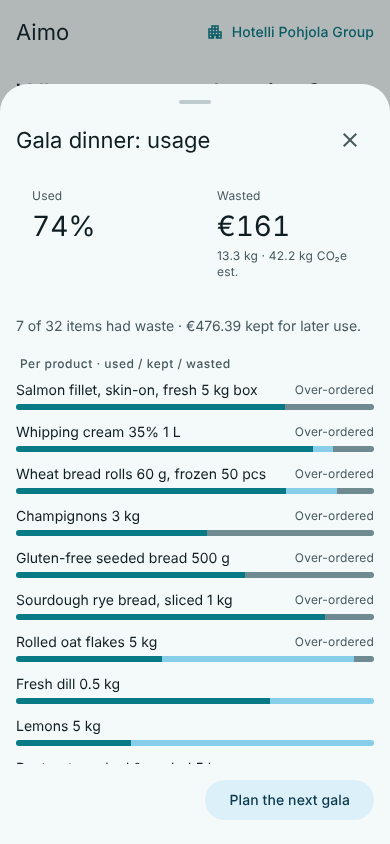 Aimo
Hotelli Pohjola Group
Gala dinner: usage
Used
74%
Wasted
€161
13.3 kg · 42.2 kg CO₂e
est.
7 of 32 items had waste · €476.39 kept for later use.
Per product · used / kept / wasted
Salmon fillet, skin-on, fresh 5 kg box Over-ordered
Whipping cream 35% 1 L Over-ordered
Wheat bread rolls 60 g, frozen 50 pcs Over-ordered
Champignons 3 kg Over-ordered
Gluten-free seeded bread 500 g Over-ordered
Sourdough rye bread, sliced 1 kg Over-ordered
Rolled oat flakes 5 kg Over-ordered
Fresh dill 0.5 kg
Lemons 5 kg
Plan the next gala